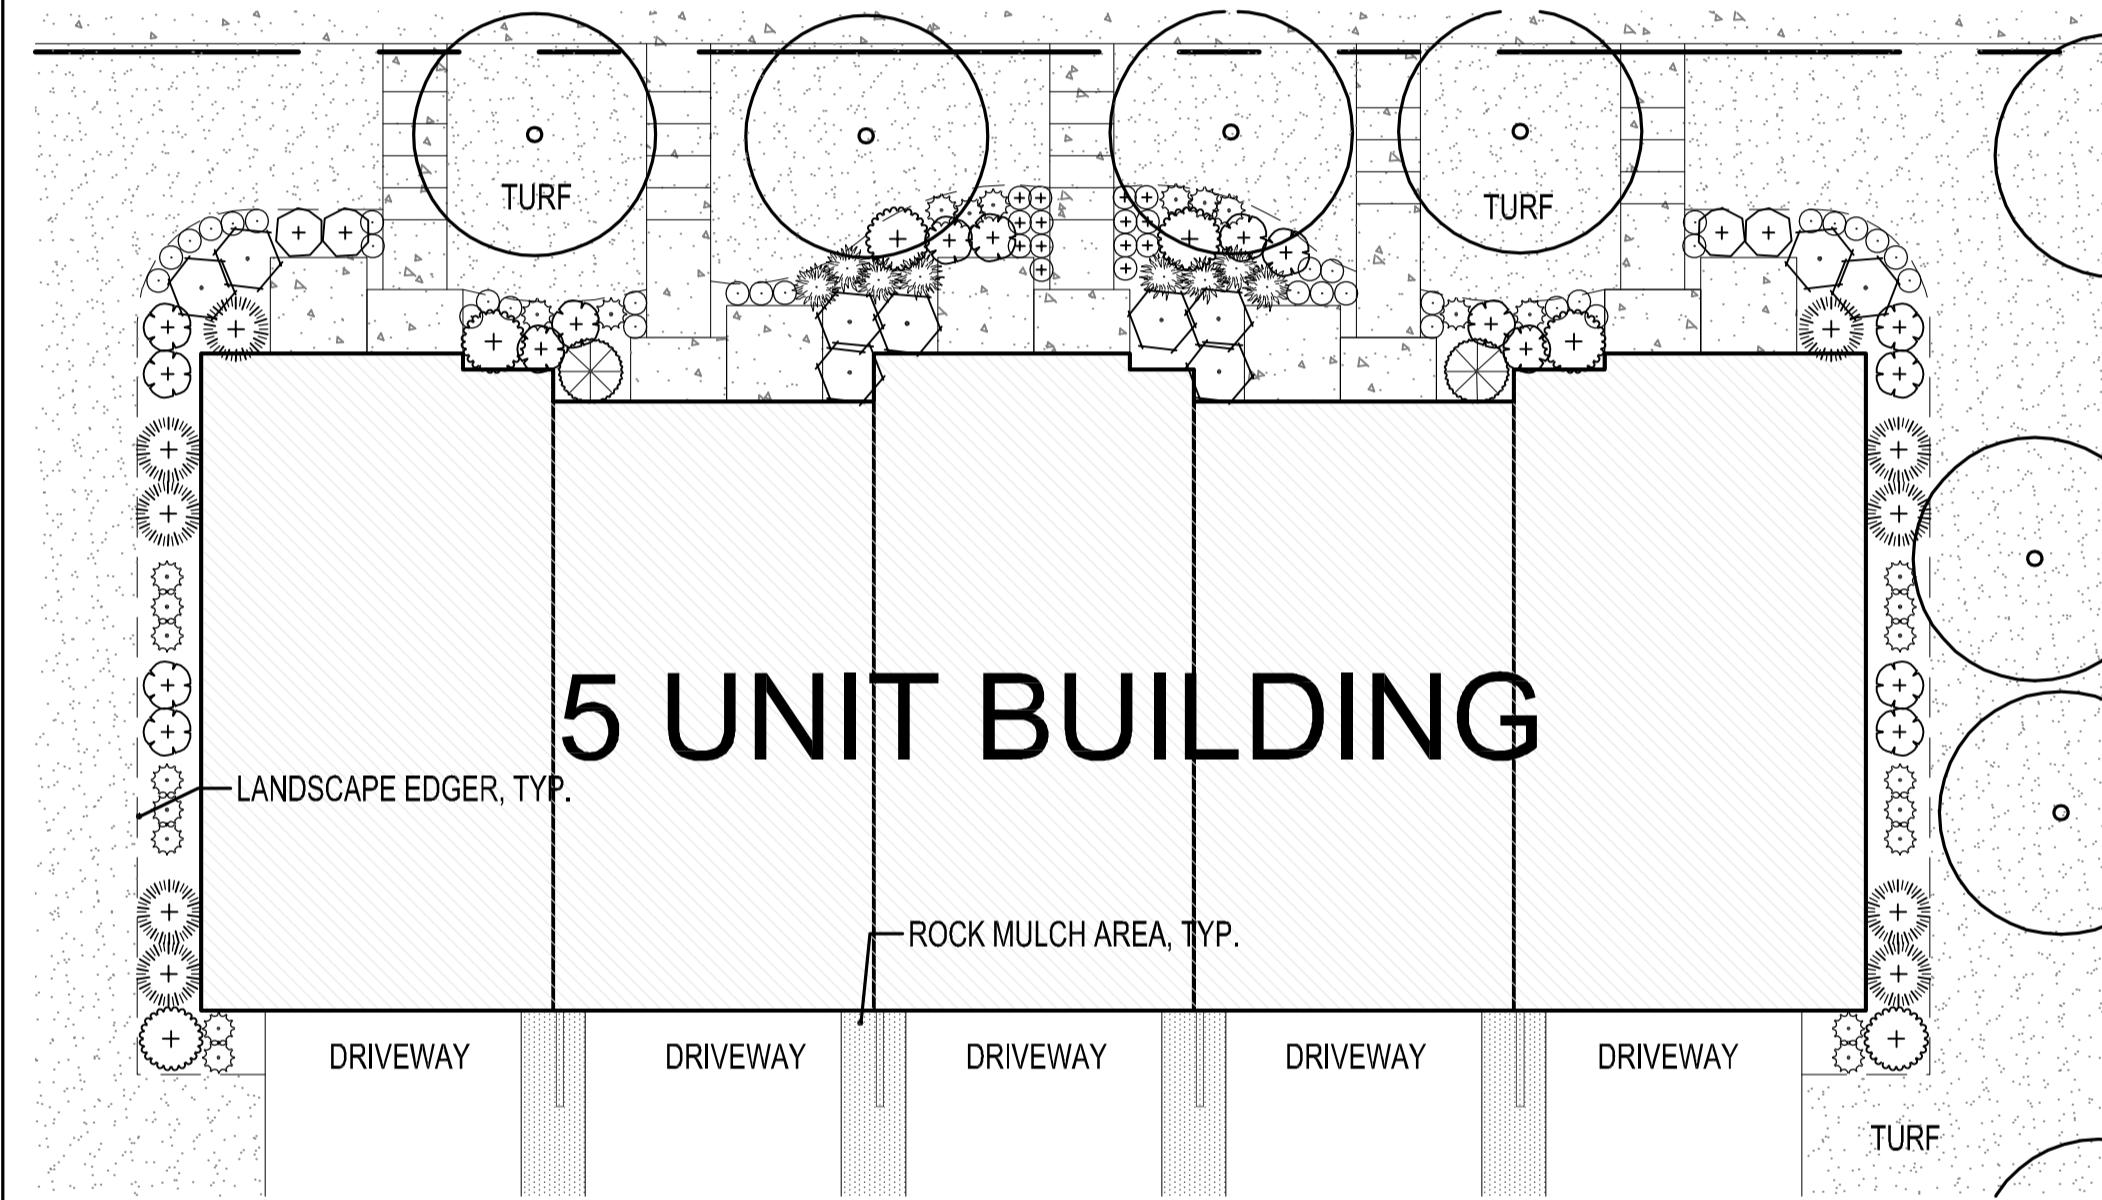 TURF
TURF
5 UNIT BUILDING
LANDSCAPE EDGER, TYP.
ROCK MULCH AREA, TYP.
DRIVEWAY
DRIVEWAY
DRIVEWAY
DRIVEWAY
DRIVEWAY
TURF